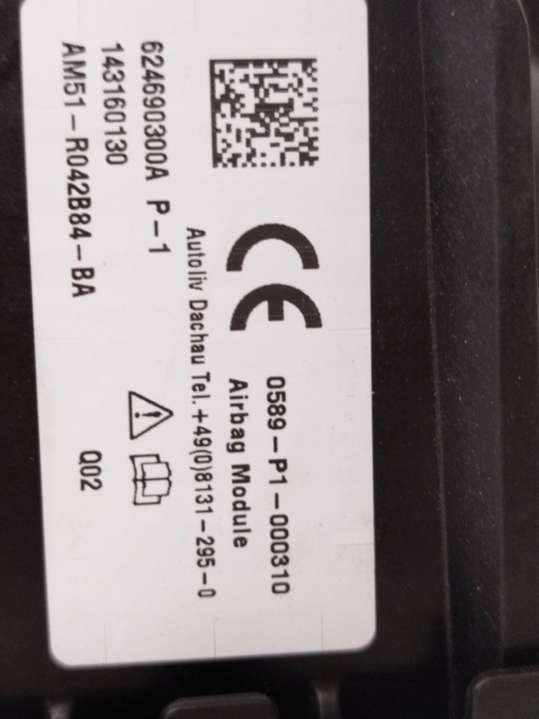 CE
0589-P1-000310
Airbag Module
Autoliv Dachau Tel.+49(0)8131-295-0
624690300A P-1
143160130
AM51-R042B84-BA
Q02